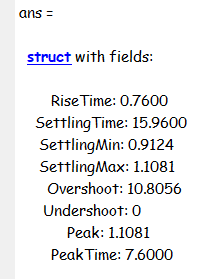 ans =
struct with fields:
RiseTime: 0.7600
SettlingTime: 15.9600
SettlingMin: 0.9124
SettlingMax: 1.1081
Overshoot: 10.8056
Undershoot: 0
Peak: 1.1081
PeakTime: 7.6000